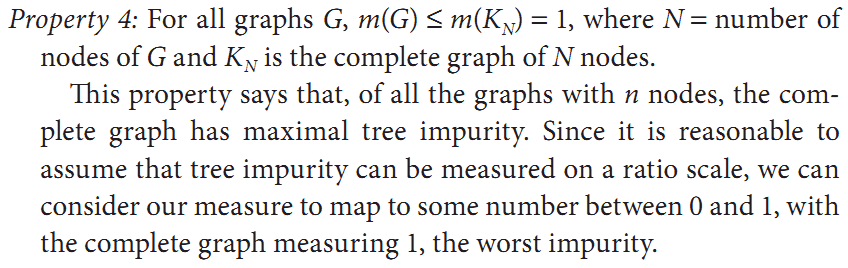 Property 4: For all graphs G, m(G) ≤ m(K_N) = 1, where N = number of
nodes of G and K_N is the complete graph of N nodes.
This property says that, of all the graphs with n nodes, the com-
plete graph has maximal tree impurity. Since it is reasonable to
assume that tree impurity can be measured on a ratio scale, we can
consider our measure to map to some number between 0 and 1, with
the complete graph measuring 1, the worst impurity.